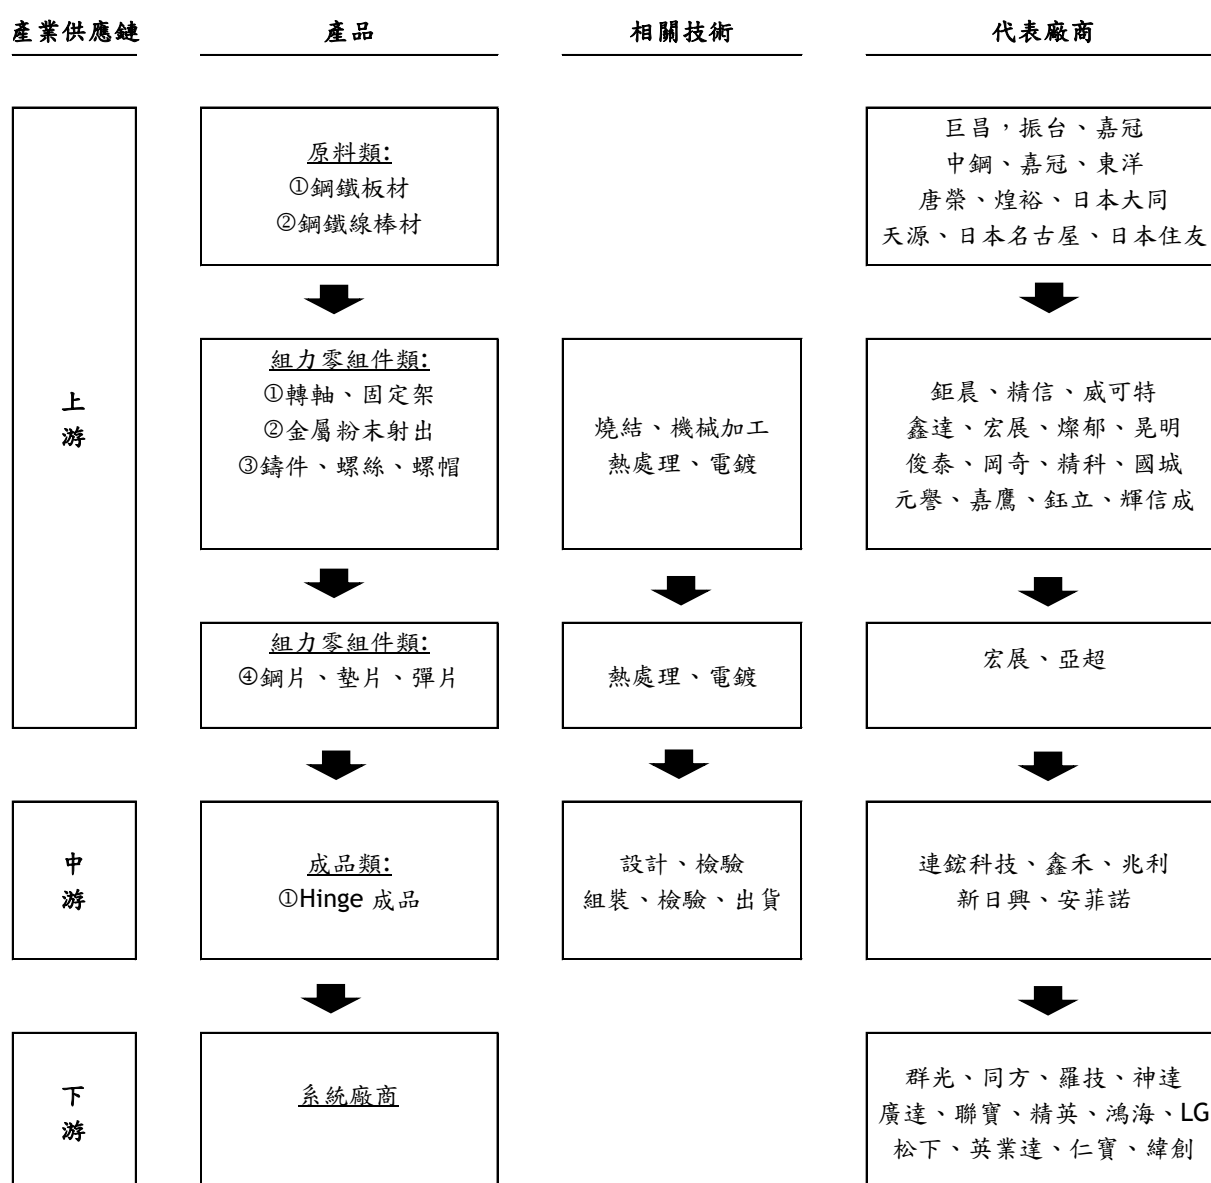 產業供應鏈
產品
相關技術
代表廠商
上
游
原料類:
①鋼鐵板材
②鋼鐵線棒材
巨昌，振台、嘉冠
中鋼、嘉冠、東洋
唐榮、煌裕、日本大同
天源、日本名古屋、日本住友
組力零組件類:
①轉軸、固定架
②金屬粉末射出
③鑄件、螺絲、螺帽
燒結、機械加工
熱處理、電鍍
鉅晨、精信、威可特
鑫達、宏展、燦郁、晃明
俊泰、岡奇、精科、國城
元譽、嘉鷹、鈺立、輝信成
組力零組件類:
④鋼片、墊片、彈片
熱處理、電鍍
宏展、亞超
中
游
成品類:
①Hinge 成品
設計、檢驗
組裝、檢驗、出貨
連鋐科技、鑫禾、兆利
新日興、安菲諾
下
游
系統廠商
群光、同方、羅技、神達
廣達、聯寶、精英、鴻海、LG
松下、英業達、仁寶、緯創